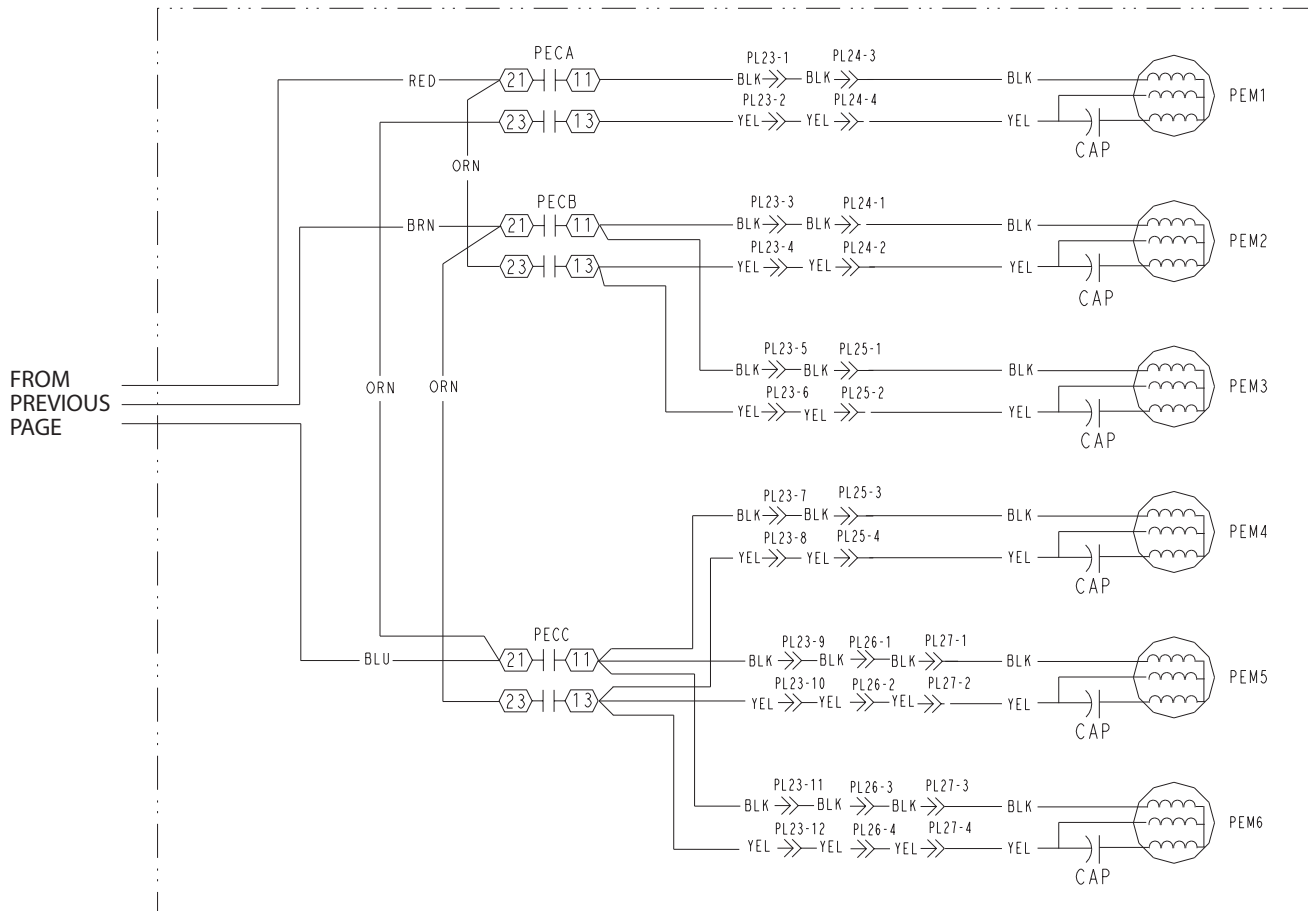 PECA
RED 21 11 BLK PL23-1 BLK PL24-3 BLK PEM1
23 13 YEL PL23-2 YEL PL24-4 YEL CAP
ORN
PECB
BRN 21 11 BLK PL23-3 BLK PL24-1 BLK PEM2
23 13 YEL PL23-4 YEL PL24-2 YEL CAP
FROM
PREVIOUS
PAGE
ORN ORN
BLK PL23-5 BLK PL25-1 BLK PEM3
YEL PL23-6 YEL PL25-2 YEL CAP
BLK PL23-7 BLK PL25-3 BLK PEM4
YEL PL23-8 YEL PL25-4 YEL CAP
PECC
BLU 21 11 BLK PL23-9 BLK PL26-1 BLK PL27-1 BLK PEM5
23 13 YEL PL23-10 YEL PL26-2 YEL PL27-2 YEL CAP
BLK PL23-11 BLK PL26-3 BLK PL27-3 BLK PEM6
YEL PL23-12 YEL PL26-4 YEL PL27-4 YEL CAP